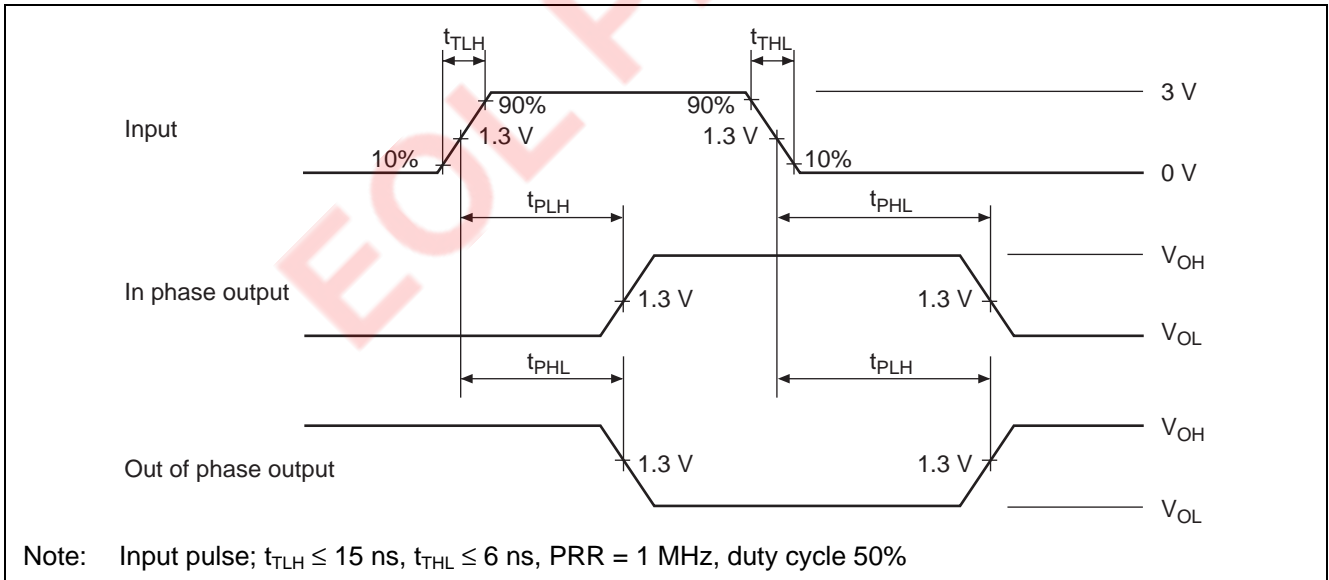 tTLH tTHL
90% 90% 3 V
Input 1.3 V 1.3 V
10% 10% 0 V
tPLH tPHL
VOH
In phase output 1.3 V 1.3 V
VOL
tPHL tPLH
VOH
Out of phase output 1.3 V 1.3 V
VOL
Note: Input pulse; tTLH ≤ 15 ns, tTHL ≤ 6 ns, PRR = 1 MHz, duty cycle 50%
EOL P